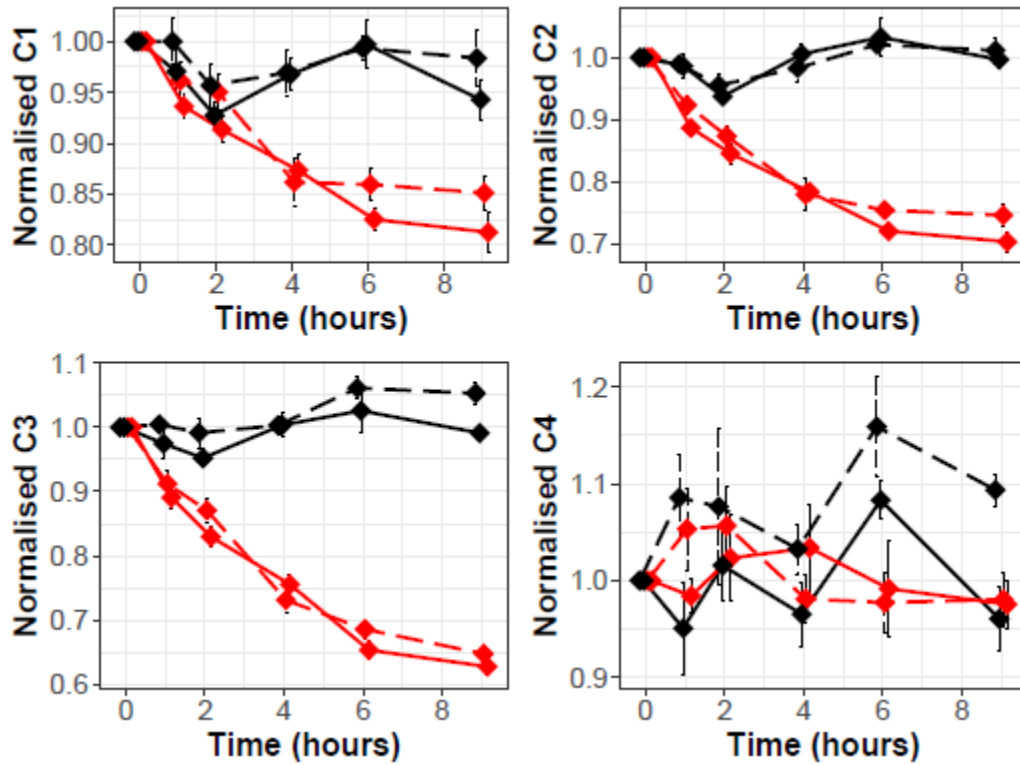 Normalised C1
1.00
0.95
0.90
0.85
0.80
0 2 4 6 8
Time (hours)
Normalised C2
1.0
0.9
0.8
0.7
0 2 4 6 8
Time (hours)
Normalised C3
1.1
1.0
0.9
0.8
0.7
0.6
0 2 4 6 8
Time (hours)
Normalised C4
1.2
1.1
1.0
0.9
0 2 4 6 8
Time (hours)